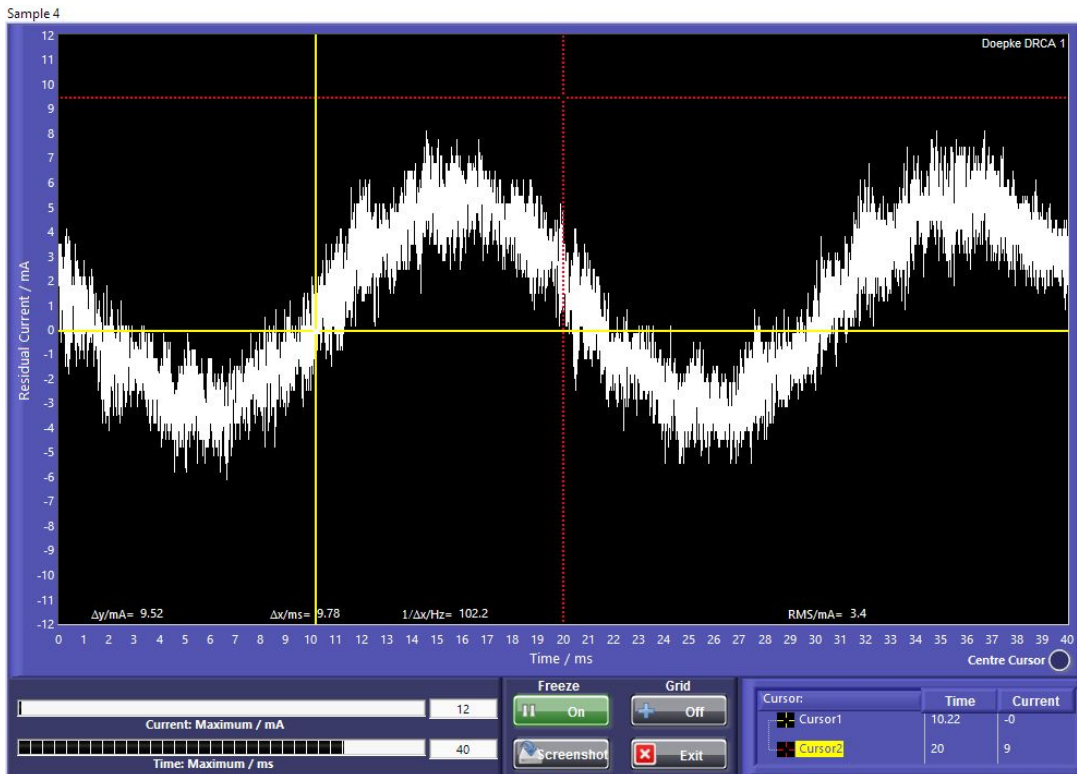 Sample 4
Doepke DRCA 1
12
11
10
9
8
7
6
5
4
3
2
1
0
-1
-2
-3
-4
-5
-6
-7
-8
-9
-10
-11
-12
Residual Current / mA
Δy/mA= 9.52 Δx/ms= 9.78 1/Δx/Hz= 102.2 RMS/mA= 3.4
0 1 2 3 4 5 6 7 8 9 10 11 12 13 14 15 16 17 18 19 20 21 22 23 24 25 26 27 28 29 30 31 32 33 34 35 36 37 38 39 40
Time / ms
Centre Cursor
Freeze Grid
12 On Off
Current: Maximum / mA
40 Screenshot Exit
Time: Maximum / ms
Cursor: Time Current
Cursor1 10.22 -0
Cursor2 20 9